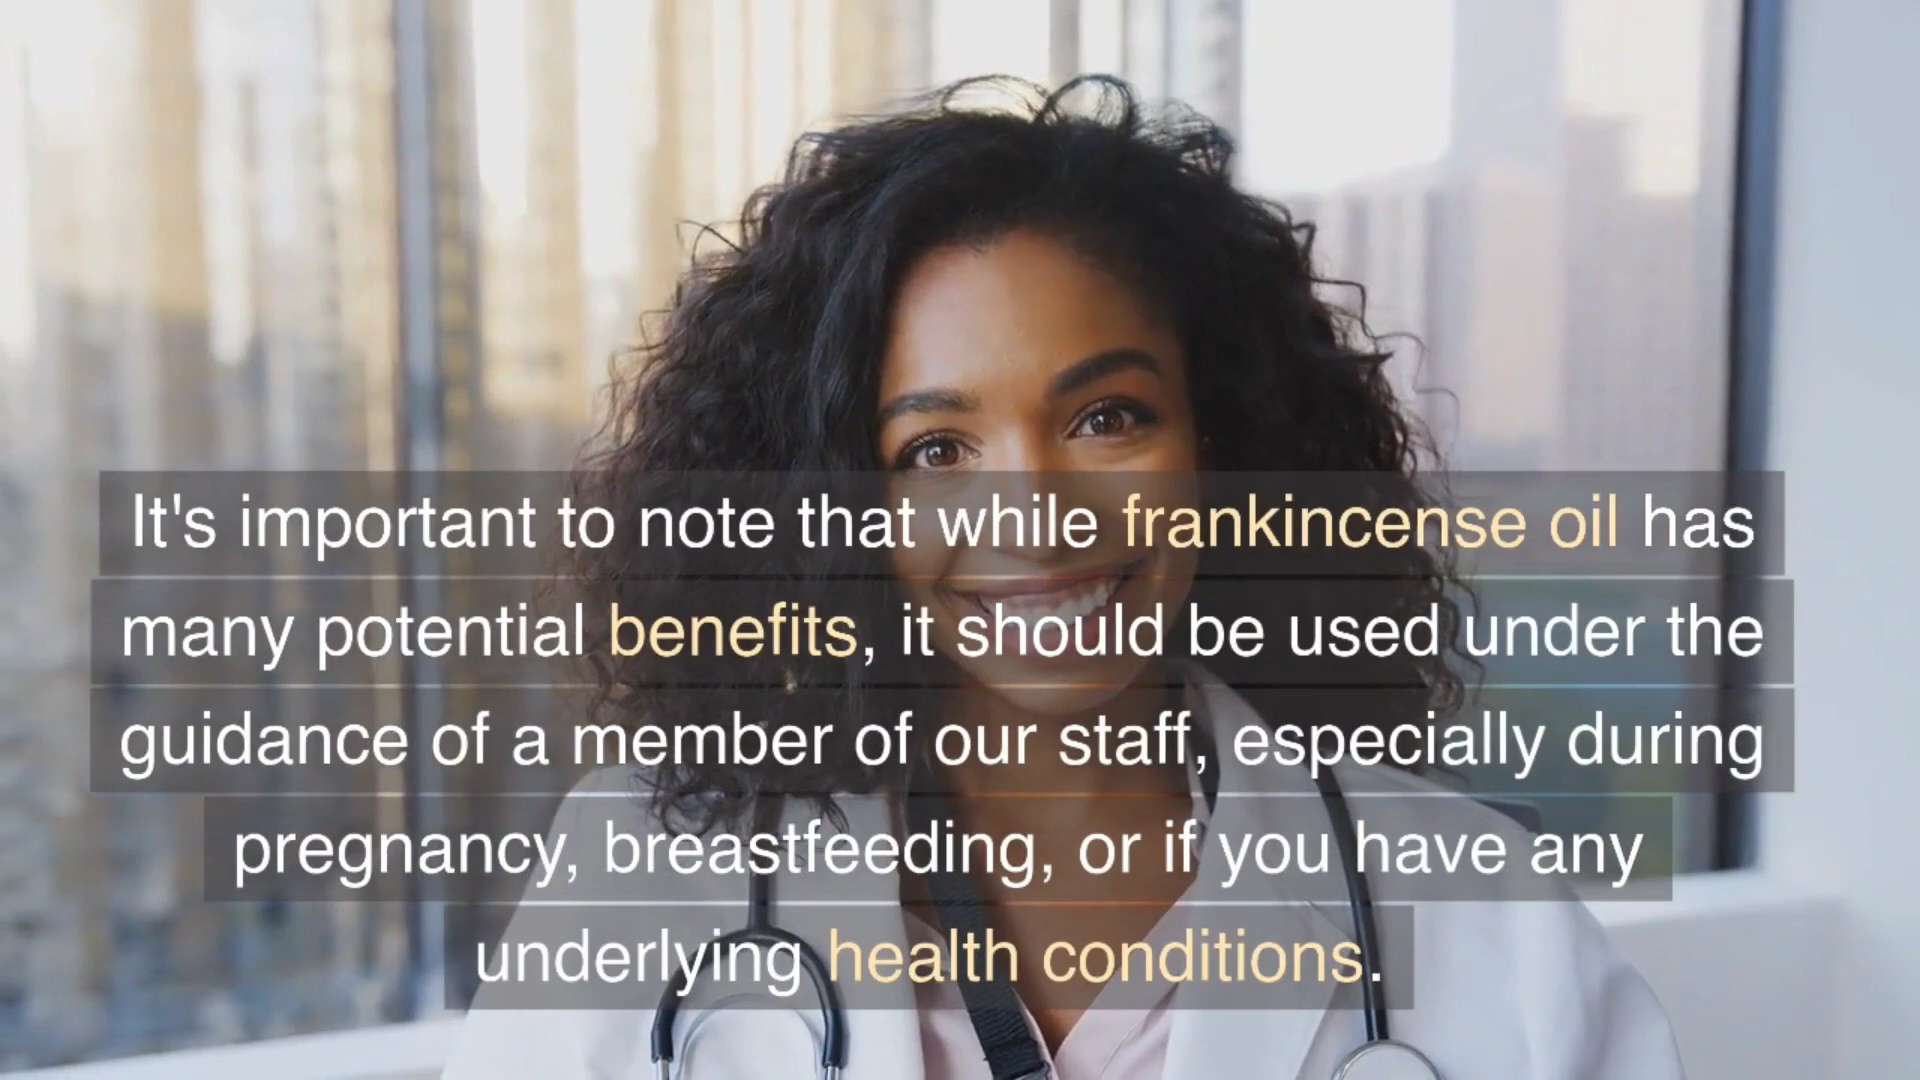 It's important to note that while frankincense oil has
many potential benefits, it should be used under the
guidance of a member of our staff, especially during
pregnancy, breastfeeding, or if you have any
underlying health conditions.